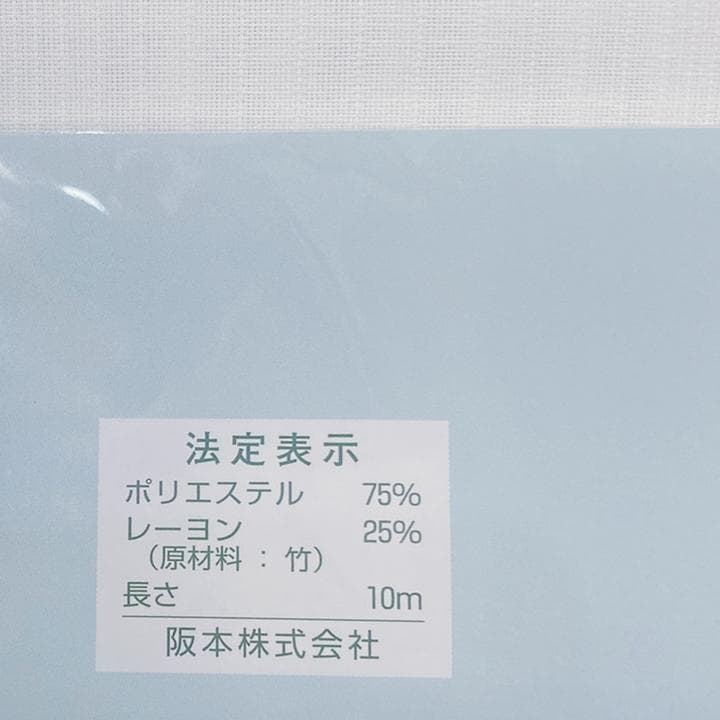 法定表示
ポリエステル 75%
レーヨン 25%
（原材料 ： 竹）
長さ 10m
阪本株式会社